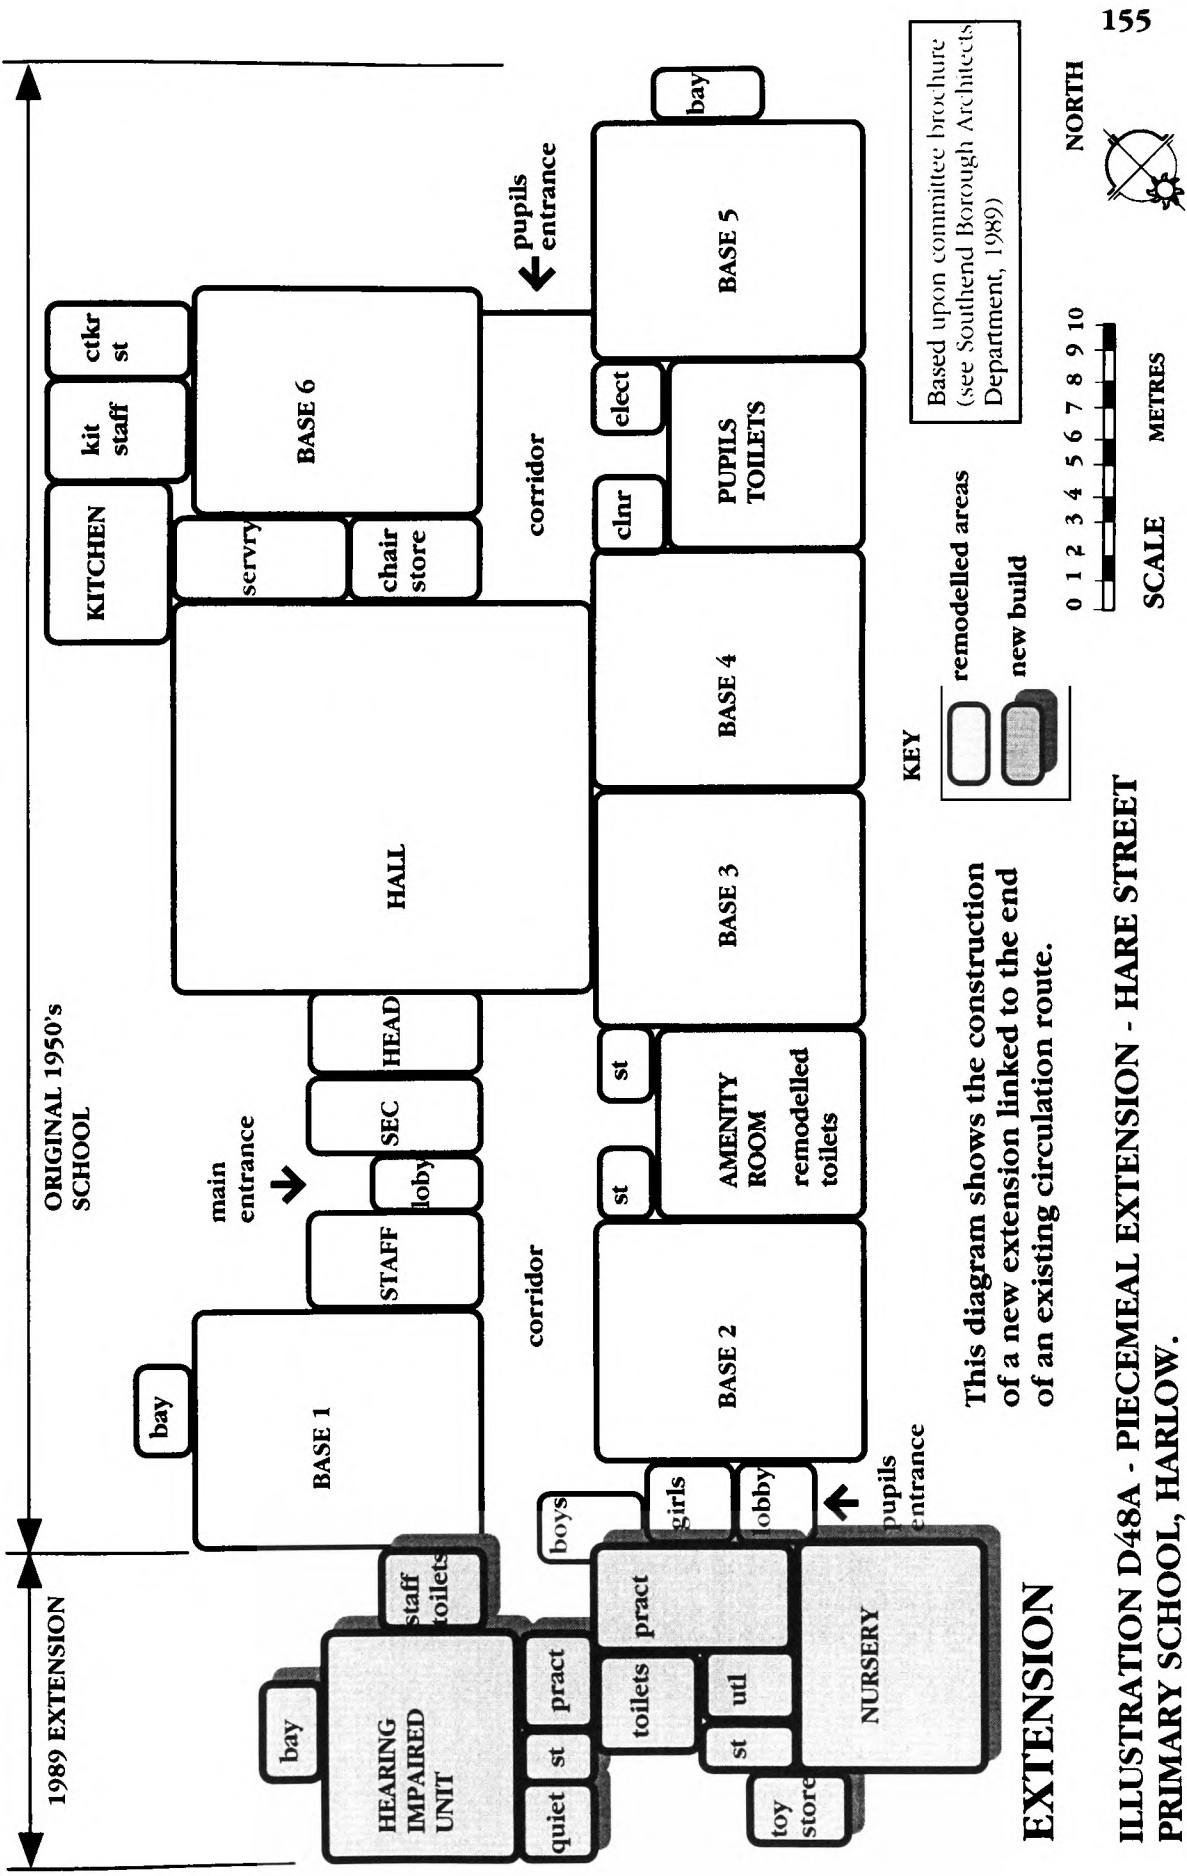 155
1989 EXTENSION
ORIGINAL 1950's
SCHOOL
bay
HEARING
IMPAIRED
UNIT
staff
toilets
quiet
st
pract
toilets
pract
st
utl
toy
store
NURSERY
bay
BASE 1
STAFF
main
entrance
loby
SEC
HEAD
HALL
KITCHEN
kit
staff
ctkr
st
servry
chair
store
BASE 6
pupils
entrance
corridor
corridor
boys
girls
lobby
pupils
entrance
BASE 2
st
st
AMENITY
ROOM
remodelled
toilets
BASE 3
BASE 4
clnr
elect
PUPILS
TOILETS
BASE 5
bay
EXTENSION
This diagram shows the construction
of a new extension linked to the end
of an existing circulation route.
KEY
remodelled areas
new build
Based upon committee brochure
(see Southend Borough Architects
Department, 1989)
0 1 2 3 4 5 6 7 8 9 10
SCALE METRES
NORTH
ILLUSTRATION D48A - PIECEMEAL EXTENSION - HARE STREET
PRIMARY SCHOOL, HARLOW.